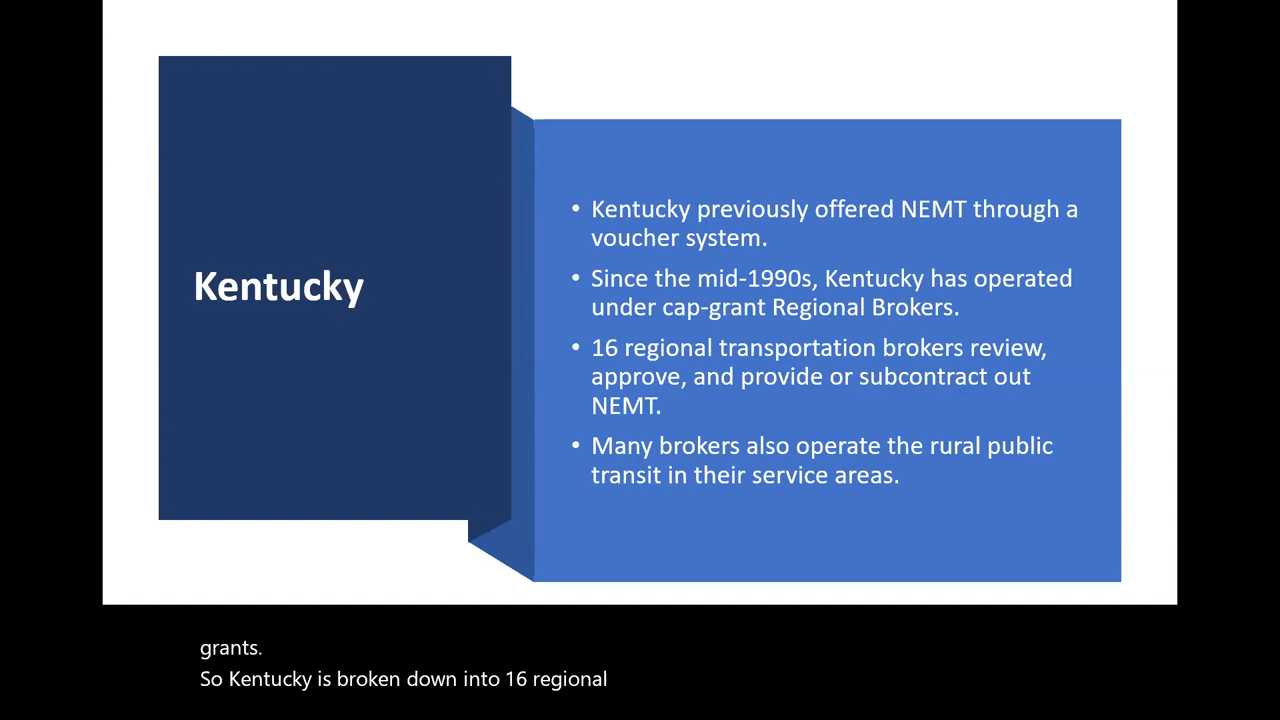 Kentucky
• Kentucky previously offered NEMT through a
voucher system.
• Since the mid-1990s, Kentucky has operated
under cap-grant Regional Brokers.
• 16 regional transportation brokers review,
approve, and provide or subcontract out
NEMT.
• Many brokers also operate the rural public
transit in their service areas.
grants.
So Kentucky is broken down into 16 regional